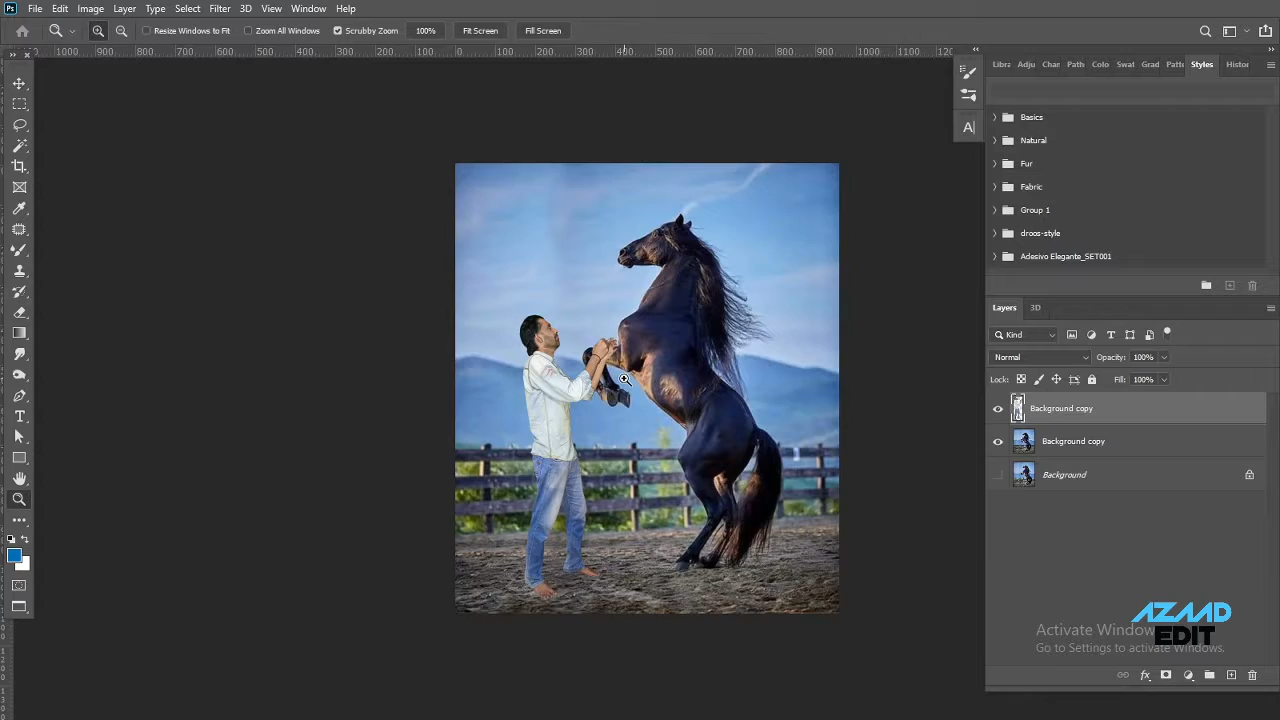 Ps File Edit Image Layer Type Select Filter 3D View Window Help
Resize Windows to Fit Zoom All Windows Scrubby Zoom 100% Fit Screen Fill Screen
1000 900 800 700 600 500 400 300 200 100 0 100 200 300 400 500 600 700 800 900 1000 1100
Libra Adju Char Path Colo Swat Grad Patte Styles Histor
Basics
Natural
Fur
Fabric
Group 1
droos-style
Adesivo Elegante_SET001
Layers 3D
Kind
Normal Opacity: 100%
Lock: Fill: 100%
Background copy
Background copy
Background
AZAAD
EDIT
Activate Window
Go to Settings to activate Windows.